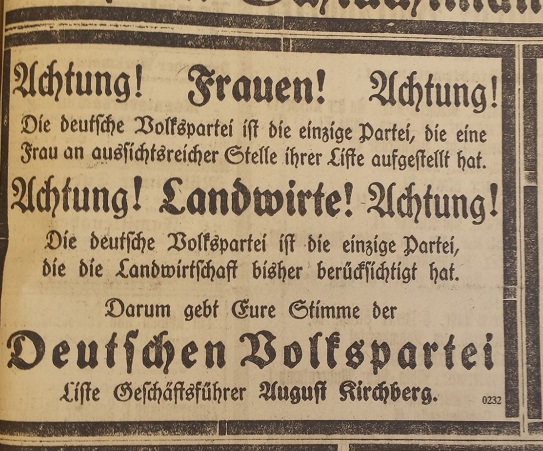 Achtung! Frauen! Achtung!
Die deutsche Volkspartei ist die einzige Partei, die eine
Frau an aussichtsreicher Stelle ihrer Liste aufgestellt hat.
Achtung! Landwirte! Achtung!
Die deutsche Volkspartei ist die einzige Partei,
die die Landwirtschaft bisher berücksichtigt hat.
Darum gebt Eure Stimme der
Deutschen Volkspartei
Liste Geschäftsführer August Kirchberg.
0232